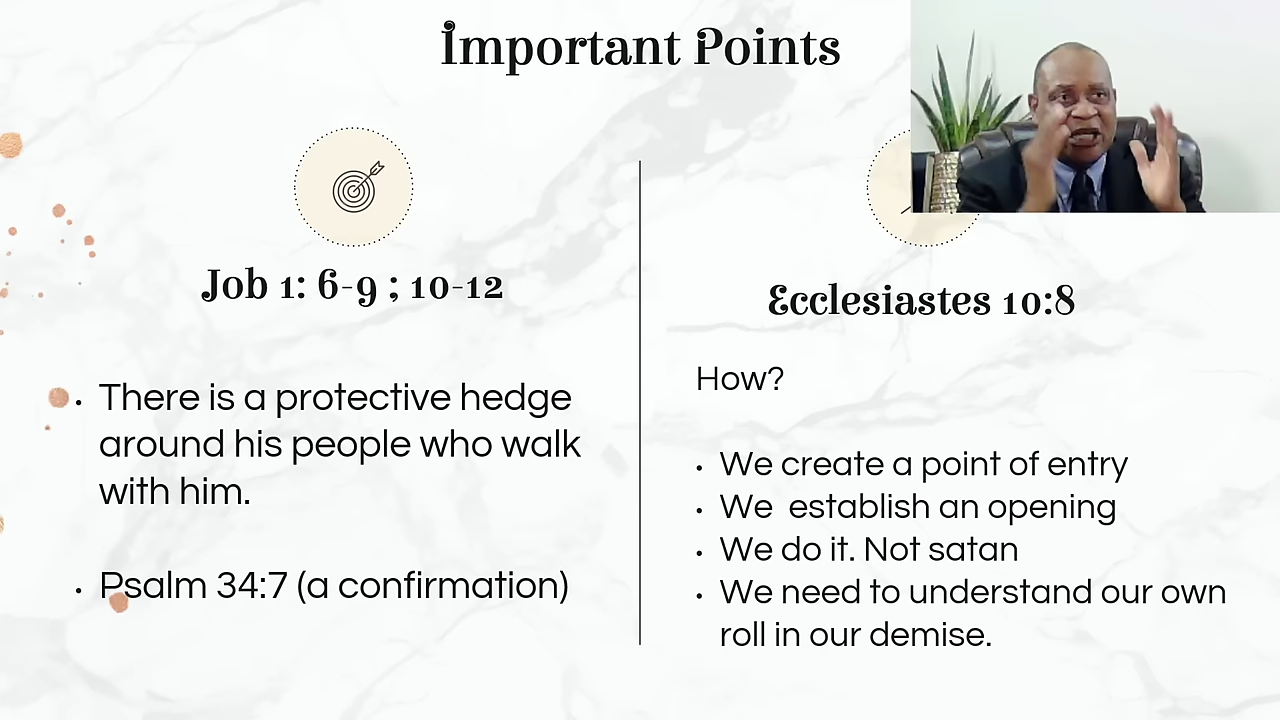 Important Points
Job 1: 6-9 ; 10-12
There is a protective hedge
around his people who walk
with him.
Psalm 34:7 (a confirmation)
Ecclesiastes 10:8
How?
We create a point of entry
We establish an opening
We do it. Not satan
We need to understand our own
roll in our demise.